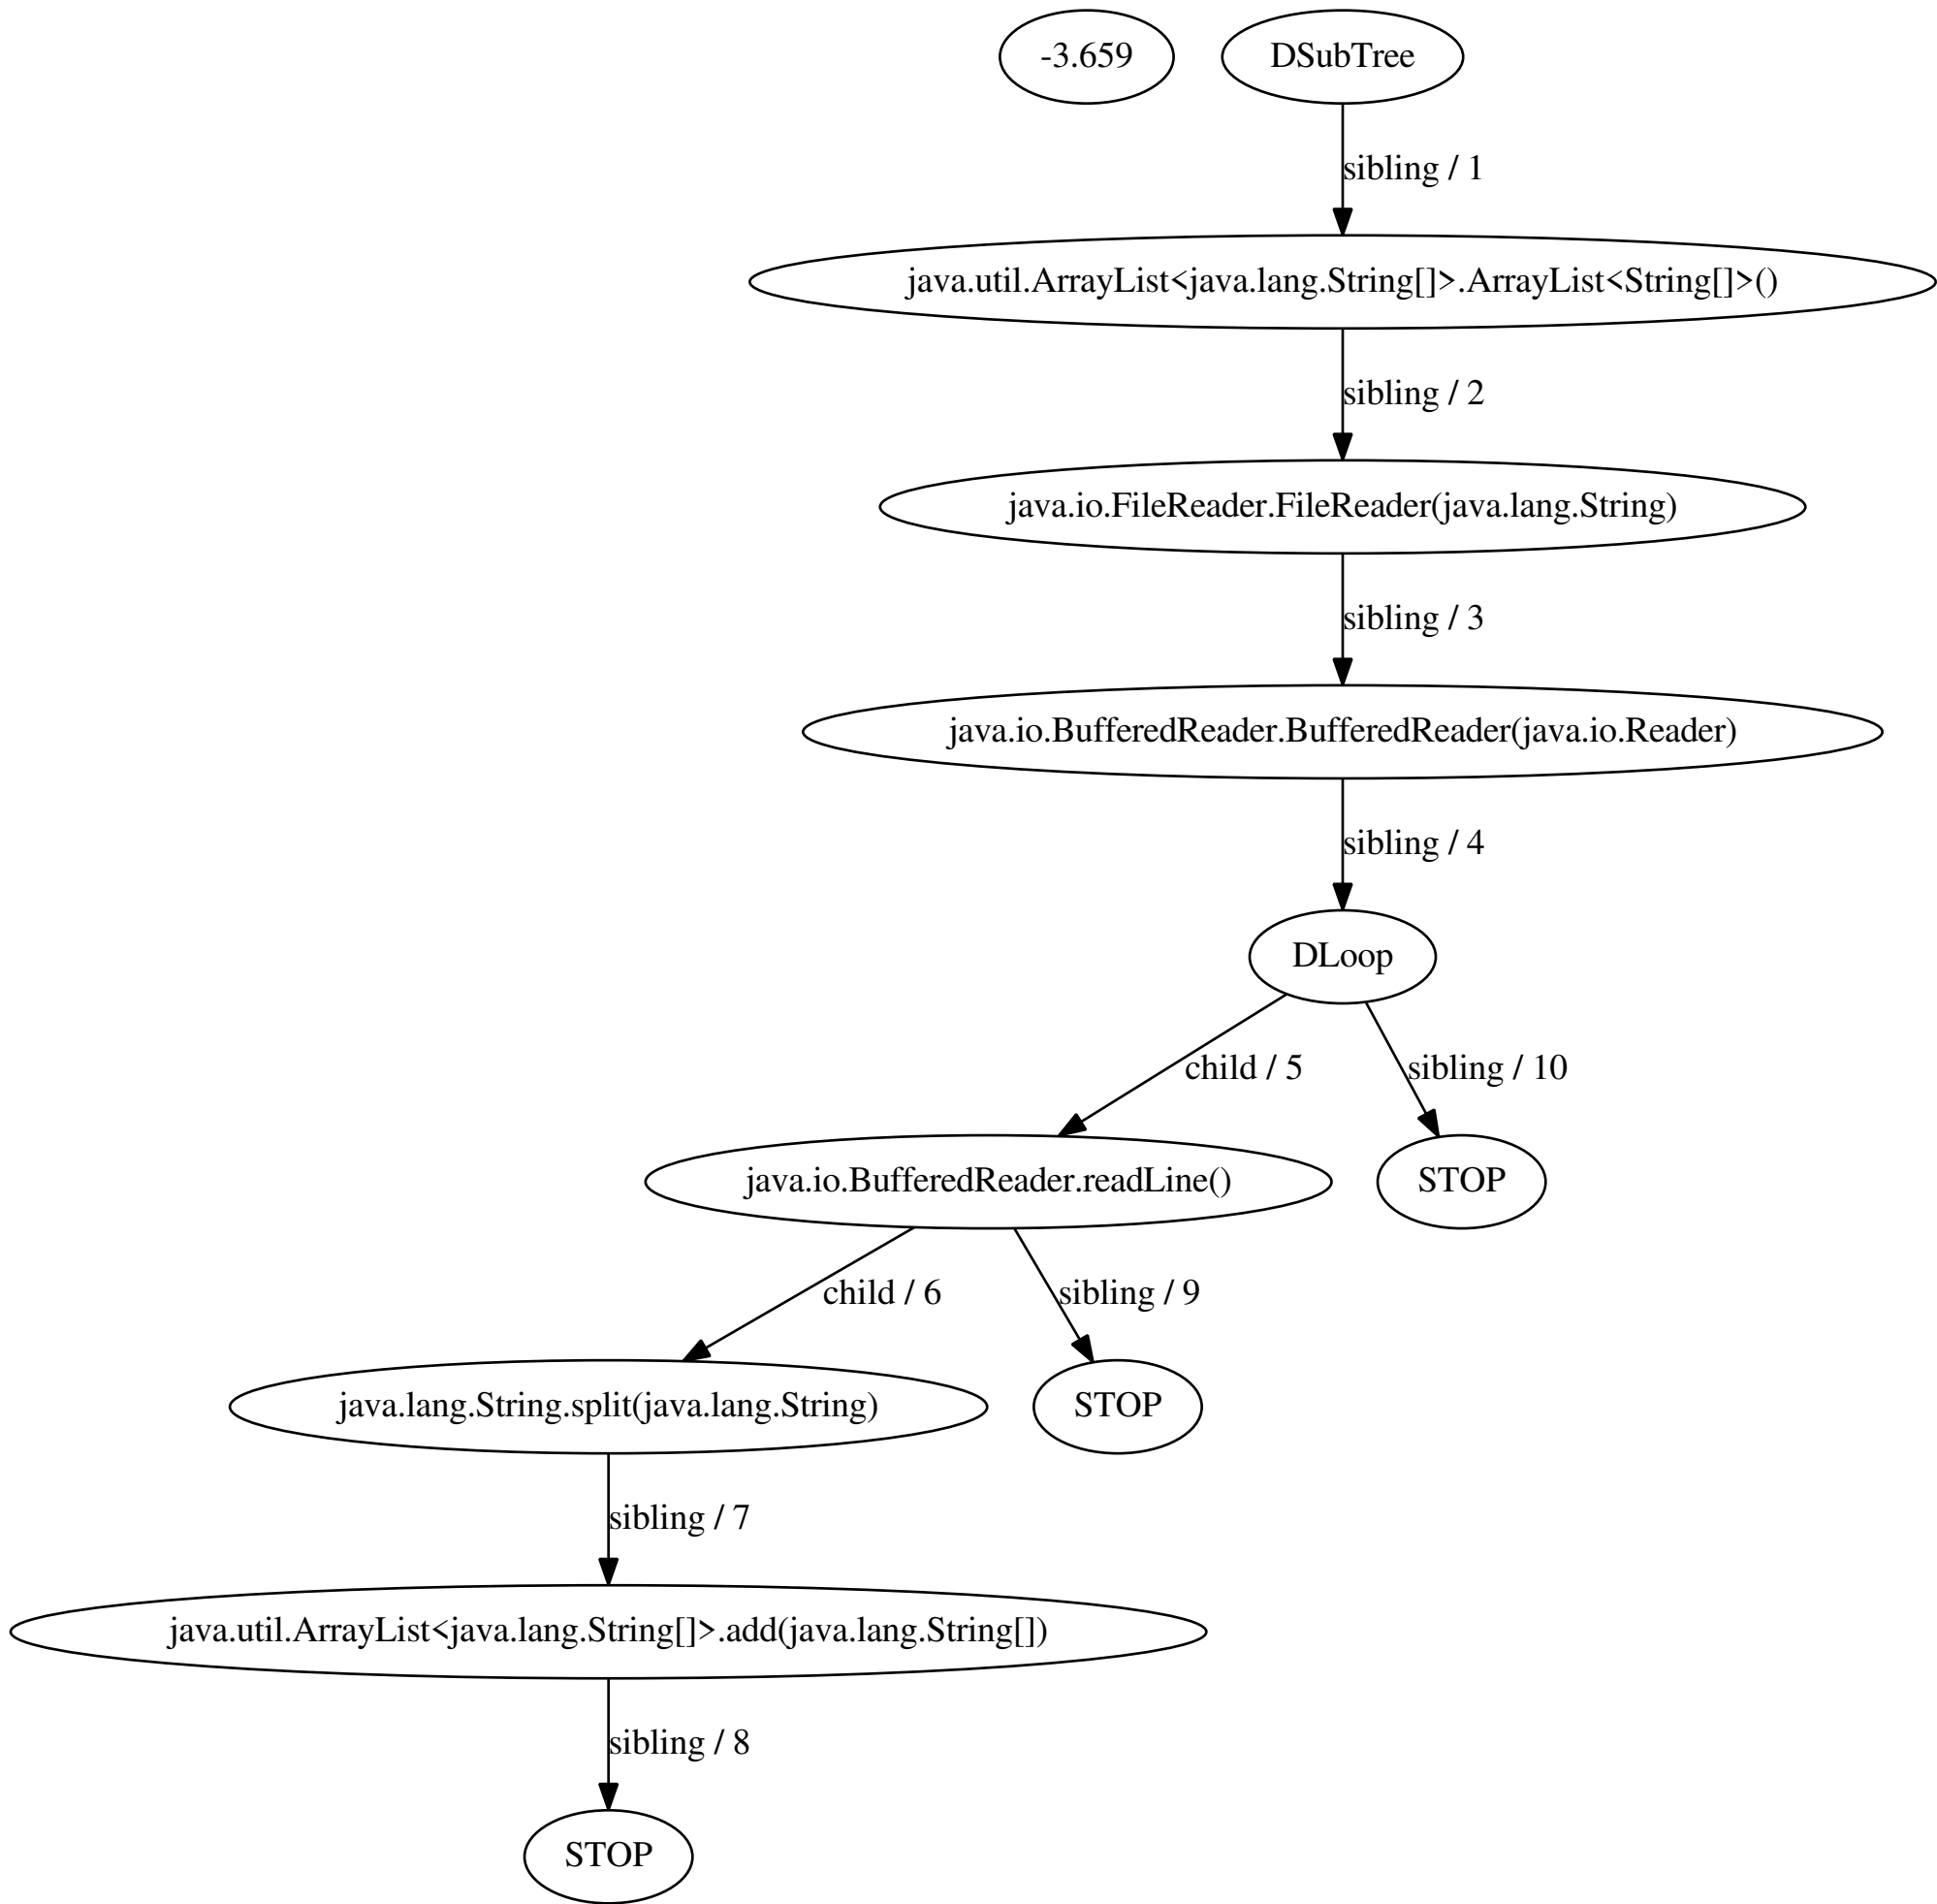 -3.659
DSubTree
sibling / 1
java.util.ArrayList<java.lang.String[]>.ArrayList<String[]>()
sibling / 2
java.io.FileReader.FileReader(java.lang.String)
sibling / 3
java.io.BufferedReader.BufferedReader(java.io.Reader)
sibling / 4
DLoop
child / 5
sibling / 10
java.io.BufferedReader.readLine()
STOP
child / 6
sibling / 9
java.lang.String.split(java.lang.String)
STOP
sibling / 7
java.util.ArrayList<java.lang.String[]>.add(java.lang.String[])
sibling / 8
STOP